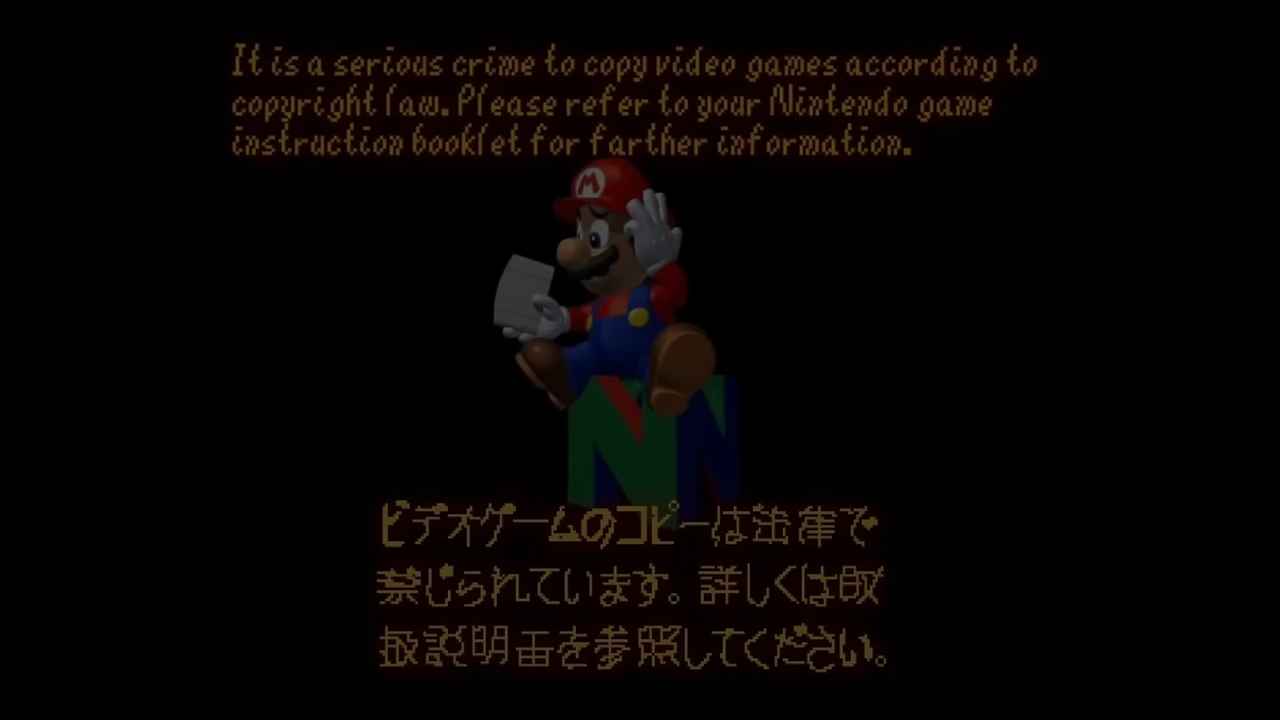 It is a serious crime to copy video games according to
copyright law. Please refer to your Nintendo game
instruction booklet for farther information.
M
ビデオゲームのコピーは法律で
禁じられています。詳しくは取
扱説明書を参照してください。